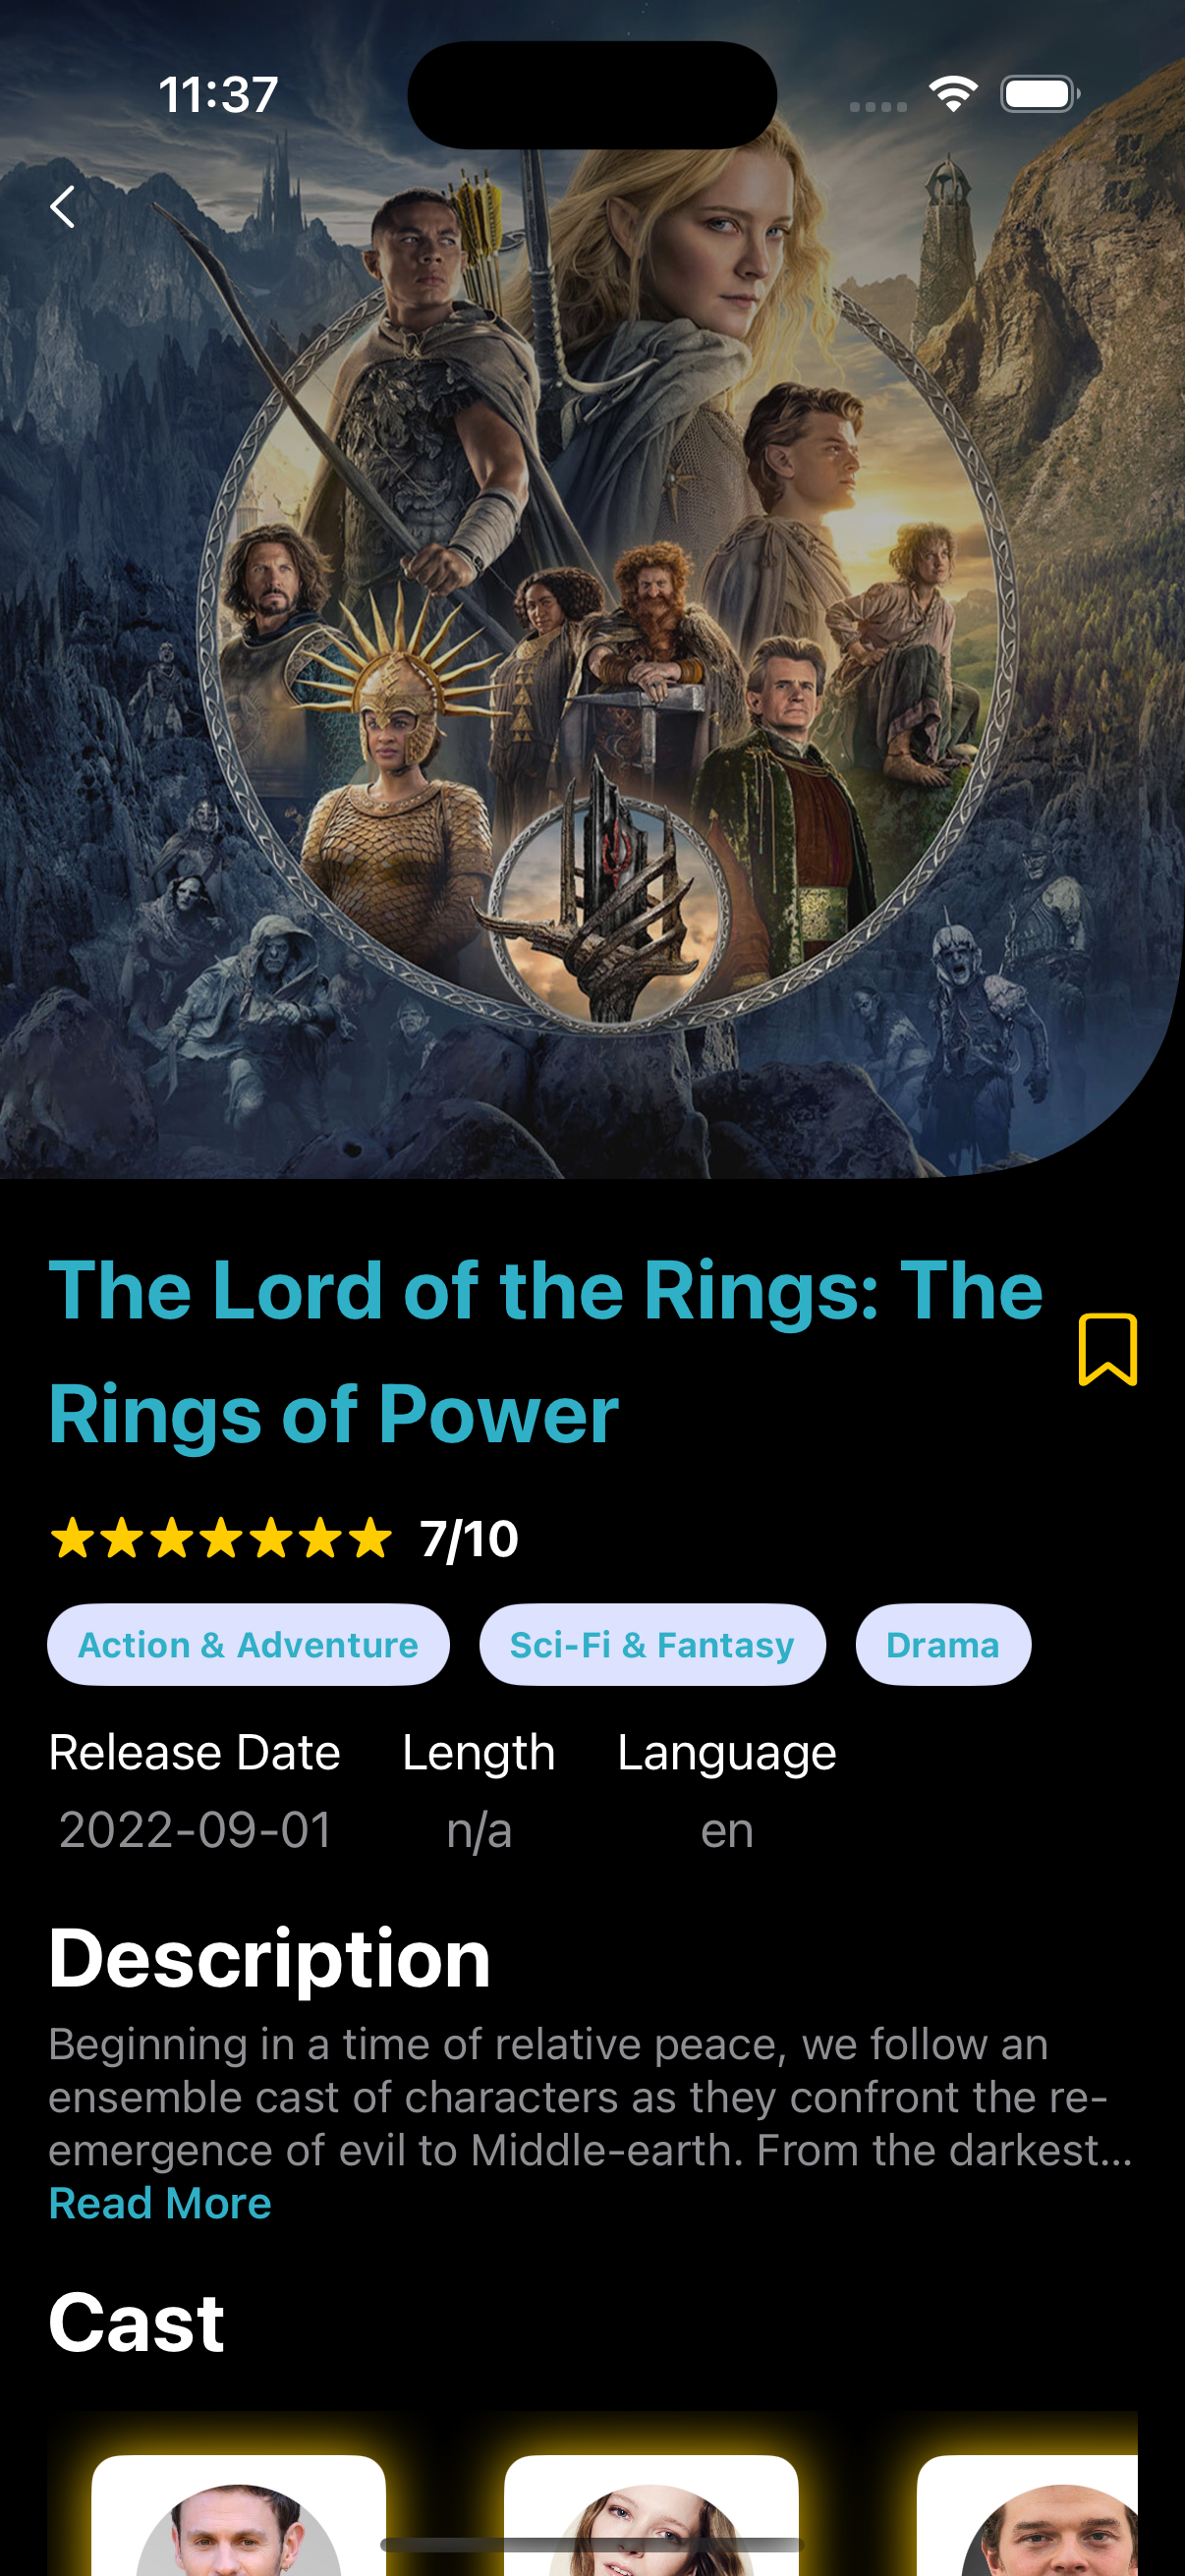 11:37
The Lord of the Rings: The
Rings of Power
7/10
Action & Adventure Sci-Fi & Fantasy Drama
Release Date Length Language
2022-09-01 n/a en
Description
Beginning in a time of relative peace, we follow an
ensemble cast of characters as they confront the re-
emergence of evil to Middle-earth. From the darkest...
Read More
Cast